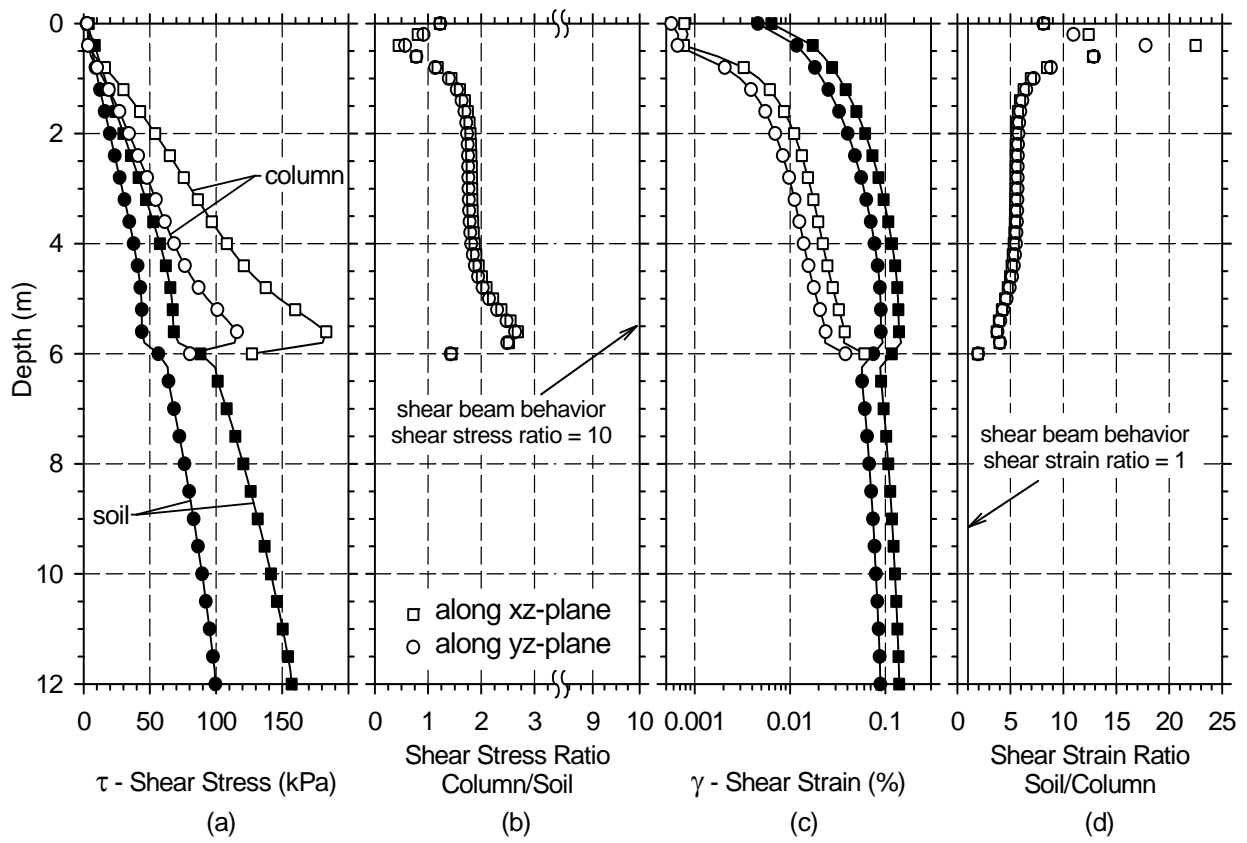 0
2
4
6
8
10
12
Depth (m)
column
soil
0 50 100 150
τ - Shear Stress (kPa)
(a)
shear beam behavior
shear stress ratio = 10
along xz-plane
along yz-plane
0 1 2 3 9 10
Shear Stress Ratio
Column/Soil
(b)
0.001 0.01 0.1
γ - Shear Strain (%)
(c)
shear beam behavior
shear strain ratio = 1
0 5 10 15 20 25
Shear Strain Ratio
Soil/Column
(d)